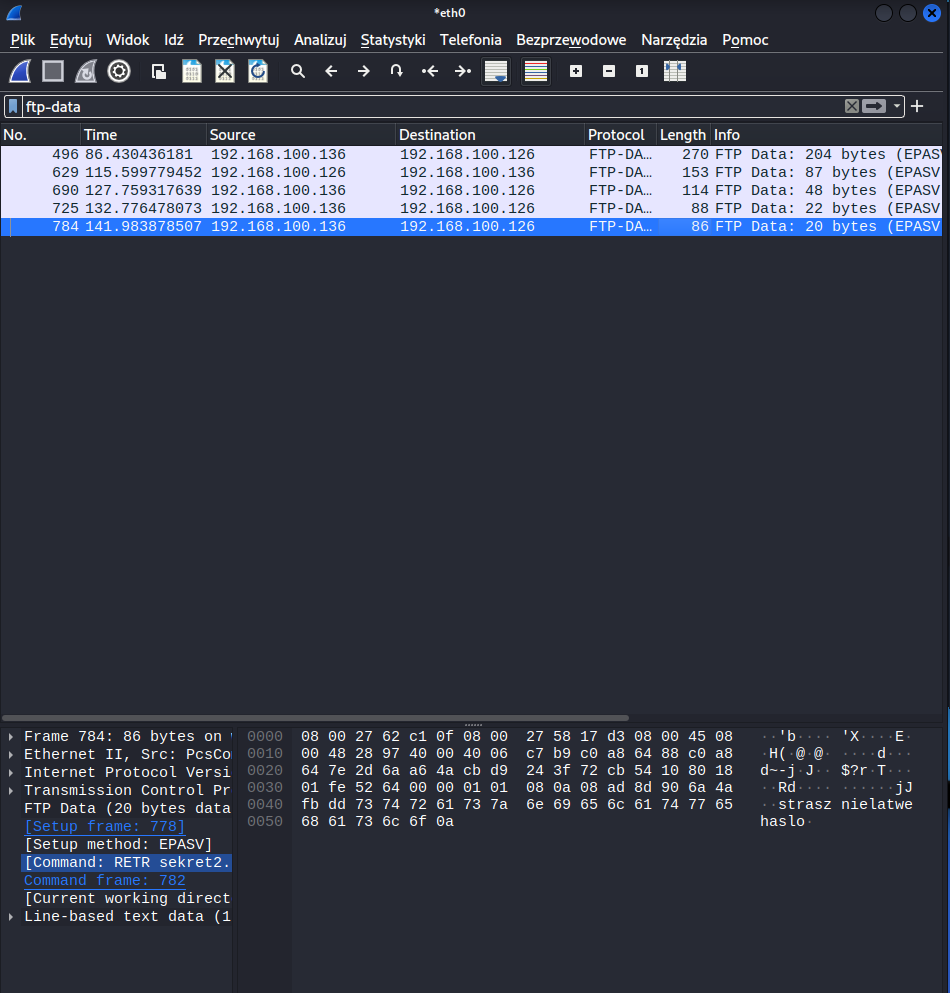 *eth0
Plik Edytuj Widok Idź Przechwytuj Analizuj Statystyki Telefonia Bezprzewodowe Narzędzia Pomoc
ftp-data
No. Time Source Destination Protocol Length Info
496 86.430436181 192.168.100.136 192.168.100.126 FTP-DA… 270 FTP Data: 204 bytes (EPAS
629 115.599779452 192.168.100.126 192.168.100.136 FTP-DA… 153 FTP Data: 87 bytes (EPASV
690 127.759317639 192.168.100.136 192.168.100.126 FTP-DA… 114 FTP Data: 48 bytes (EPASV
725 132.776478073 192.168.100.136 192.168.100.126 FTP-DA… 88 FTP Data: 22 bytes (EPASV
784 141.983878507 192.168.100.136 192.168.100.126 FTP-DA… 86 FTP Data: 20 bytes (EPASV
Frame 784: 86 bytes on
Ethernet II, Src: PcsCo
Internet Protocol Versi
Transmission Control Pr
FTP Data (20 bytes data
[Setup frame: 778]
[Setup method: EPASV]
[Command: RETR sekret2.
Command frame: 782
[Current working direct
Line-based text data (1
0000 08 00 27 62 c1 0f 08 00 27 58 17 d3 08 00 45 08 ··'b···· 'X····E·
0010 00 48 28 97 40 00 40 06 c7 b9 c0 a8 64 88 c0 a8 ·H(·@·@· ····d···
0020 64 7e 2d 6a a6 4a cb d9 24 3f 72 cb 54 10 80 18 d~-j·J·· $?r·T···
0030 01 fe 52 64 00 00 01 01 08 0a 08 ad 8d 90 6a 4a ··Rd···· ······jJ
0040 fb dd 73 74 72 61 73 7a 6e 69 65 6c 61 74 77 65 ··strasz nielatwe
0050 68 61 73 6c 6f 0a haslo·